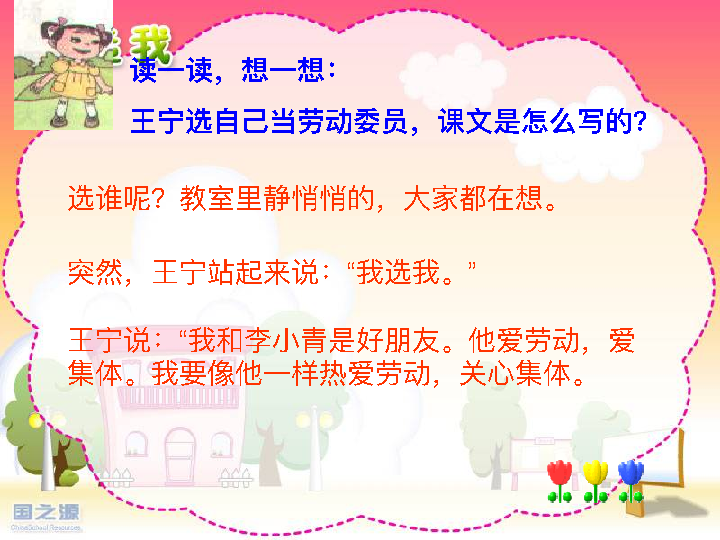 选我
读一读，想一想：
王宁选自己当劳动委员，课文是怎么写的？
选谁呢？教室里静悄悄的，大家都在想。
突然，王宁站起来说：“我选我。”
王宁说：“我和李小青是好朋友。他爱劳动，爱
集体。我要像他一样热爱劳动，关心集体。
国之源